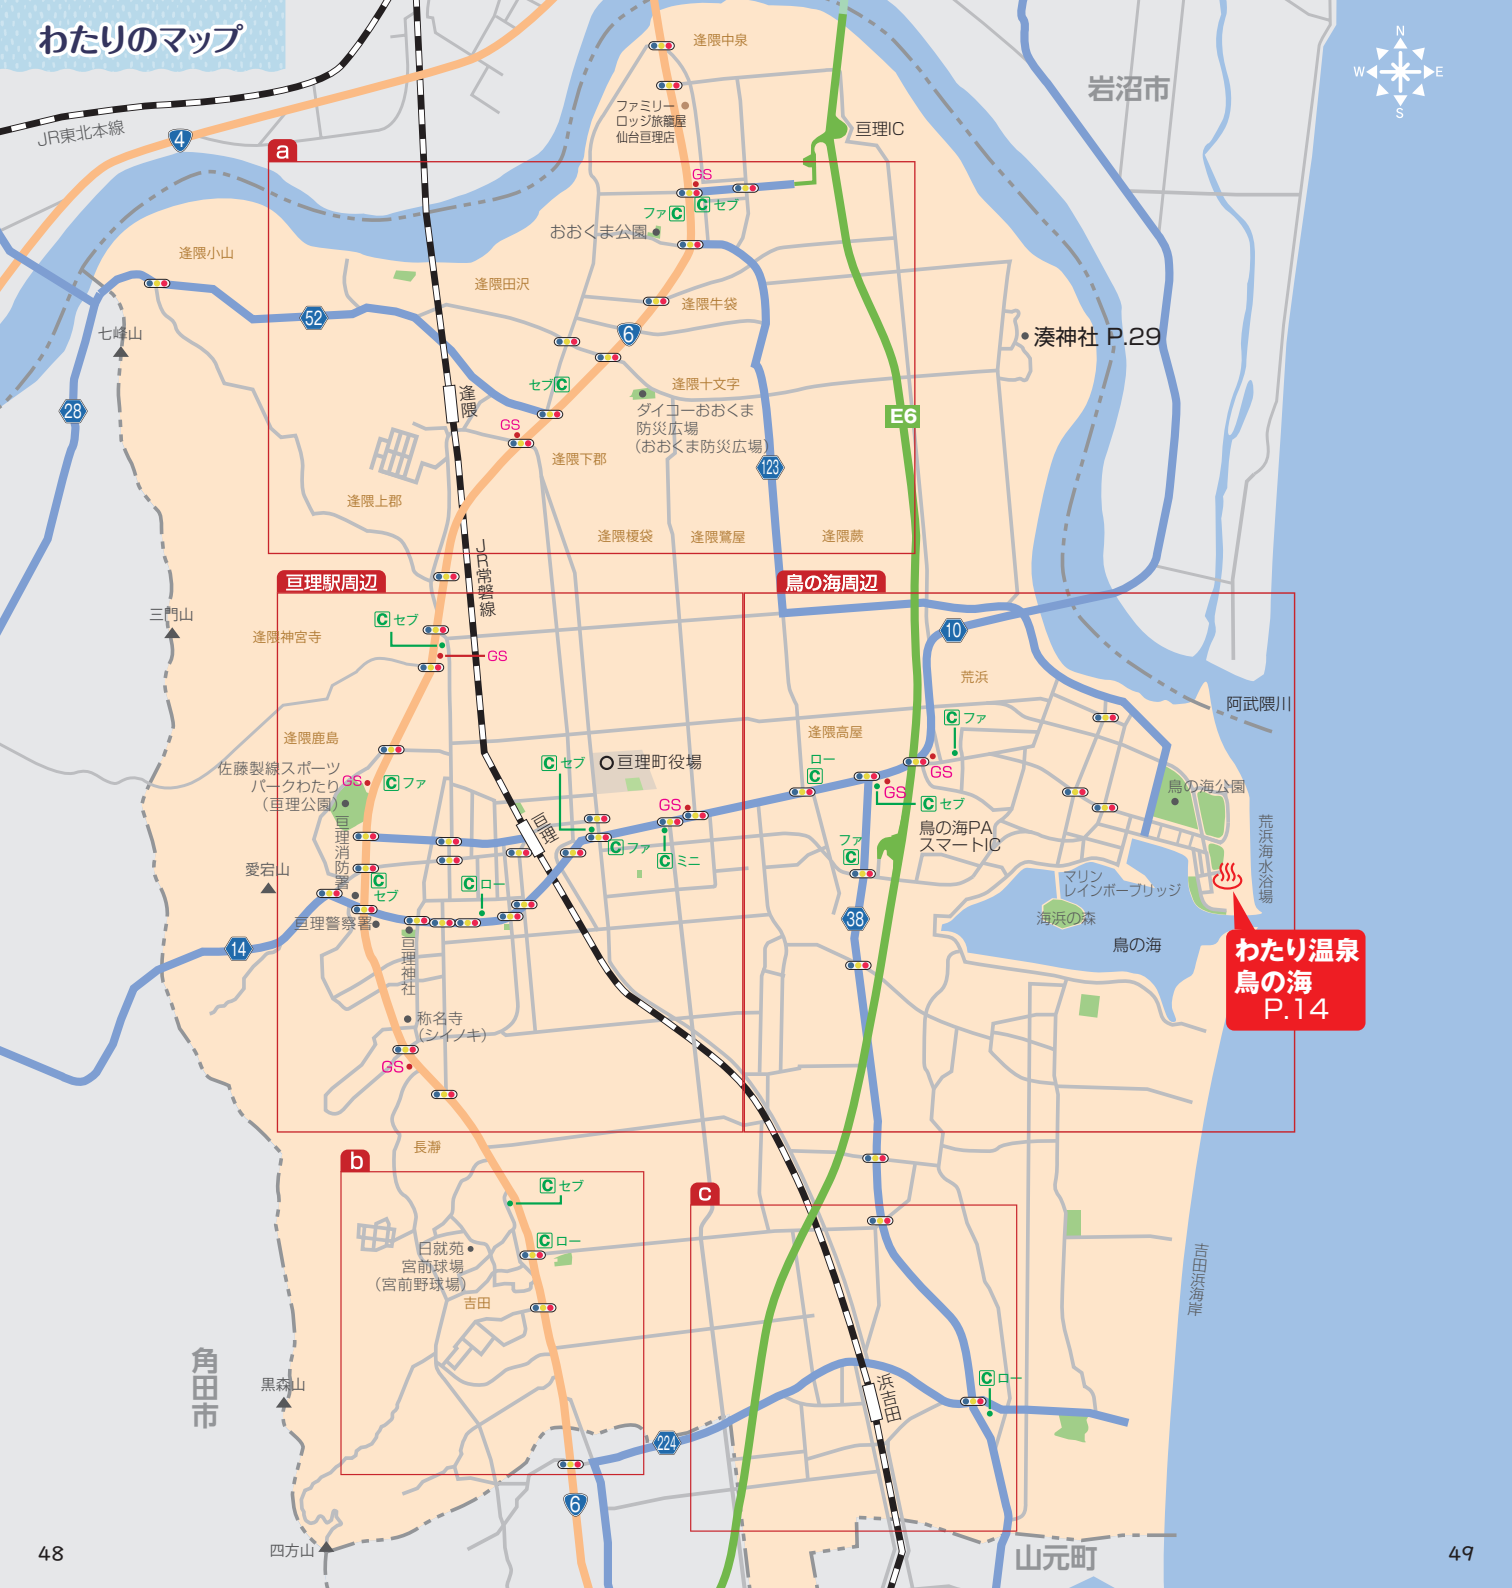 わたりのマップ
N
W
E
S
岩沼市
JR東北本線
4
a
逢隈中泉
ファミリー
ロッジ旅籠屋
仙台亘理店
亘理IC
GS
C
セブ
ファ
C
おおくま公園
逢隈小山
逢隈田沢
逢隈牛袋
52
6
七峰山
28
逢隈
セブ
C
逢隈十文字
ダイコーおおくま
防災広場
(おおくま防災広場)
湊神社 P.29
E6
GS
逢隈下郡
123
逢隈上郡
逢隈榎袋
逢隈鷺屋
逢隈蕨
JR常磐線
亘理駅周辺
鳥の海周辺
三門山
C
セブ
逢隈神宮寺
GS
10
荒浜
阿武隈川
逢隈鹿島
C
ファ
逢隈高屋
ロー
C
佐藤製線スポーツ
パークわたり
(亘理公園)
GS
C
ファ
C
セブ
亘理町役場
GS
GS
GS
C
セブ
鳥の海公園
亘理消防署
亘理
C
ファ
C
ミニ
鳥の海PA
スマートIC
ファ
C
荒浜海水浴場
愛宕山
C
セブ
C
ロー
マリン
レインボーブリッジ
亘理警察署
38
海浜の森
鳥の海
14
亘理神社
わたり温泉
鳥の海
P.14
称名寺
(シイノキ)
GS
長瀞
b
C
セブ
c
C
ロー
日就苑
宮前球場
(宮前野球場)
吉田
吉田浜海岸
角田市
黒森山
浜吉田
C
ロー
224
6
四方山
山元町
48
49